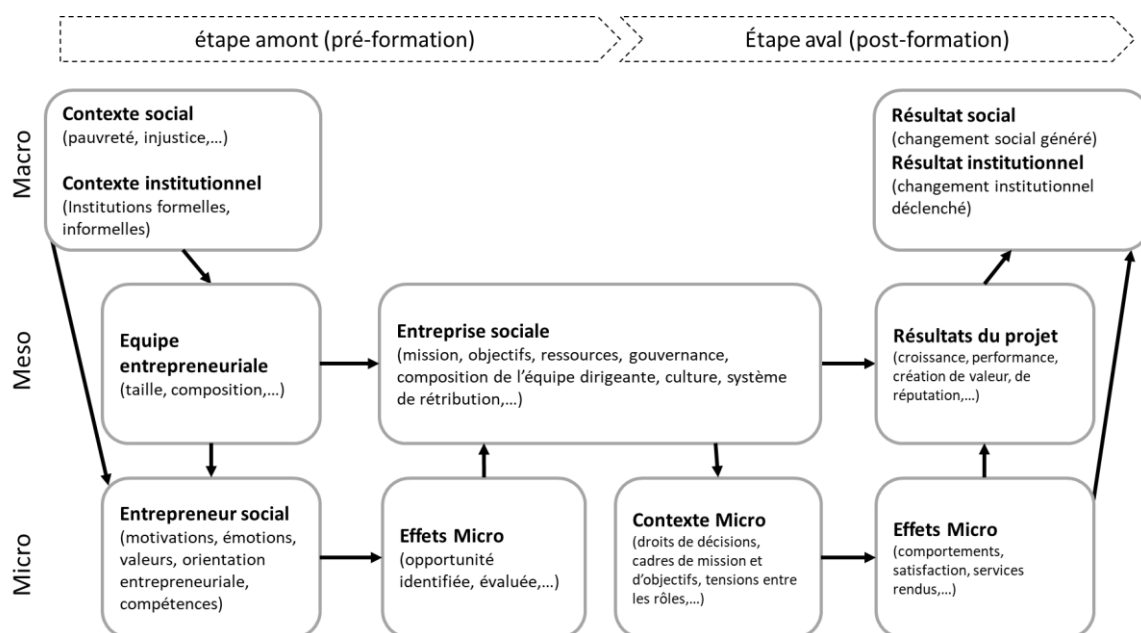 étape amont (pré-formation)
Étape aval (post-formation)
Macro
Contexte social
(pauvreté, injustice,...)
Contexte institutionnel
(Institutions formelles,
informelles)
Résultat social
(changement social généré)
Résultat institutionnel
(changement institutionnel
déclenché)
Meso
Equipe
entrepreneuriale
(taille, composition,...)
Entreprise sociale
(mission, objectifs, ressources, gouvernance,
composition de l'équipe dirigeante, culture, système
de rétribution,...)
Résultats du projet
(croissance, performance,
création de valeur, de
réputation,...)
Micro
Entrepreneur social
(motivations, émotions,
valeurs, orientation
entrepreneuriale,
compétences)
Effets Micro
(opportunité
identifiée, évaluée,...)
Contexte Micro
(droits de décisions,
cadres de mission et
d'objectifs, tensions entre
les rôles,...)
Effets Micro
(comportements,
satisfaction, services
rendus,...)